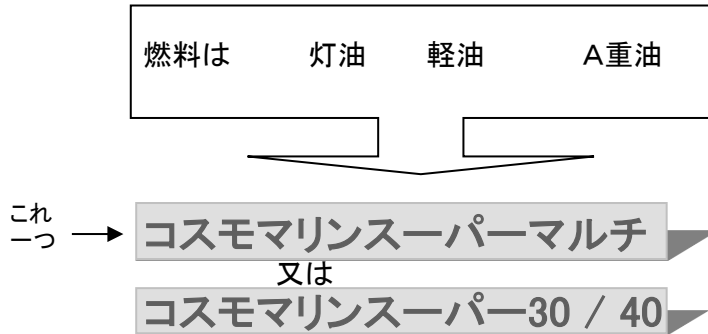 燃料は 灯油 軽油 A重油
これ
一つ
コスモマリンスーパーマルチ
又は
コスモマリンスーパー30 / 40